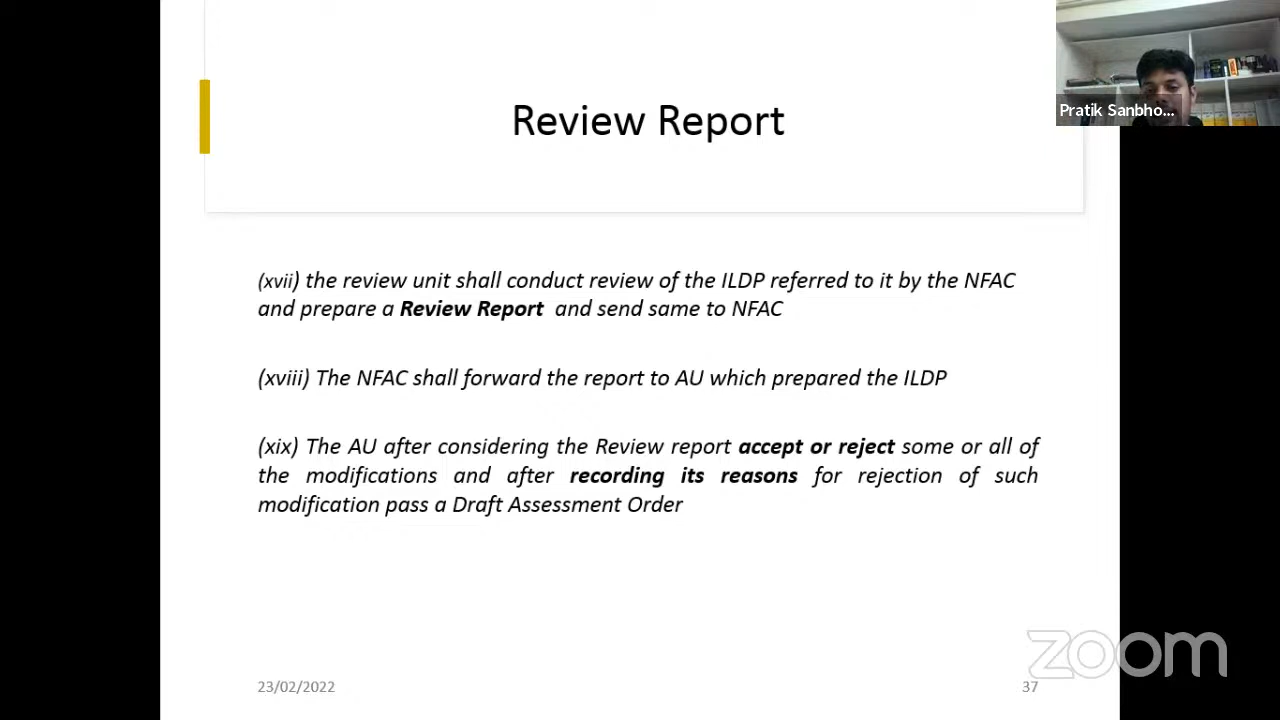 Review Report
Pratik Sanbho...
(xvii) the review unit shall conduct review of the ILDP referred to it by the NFAC
and prepare a Review Report and send same to NFAC
(xviii) The NFAC shall forward the report to AU which prepared the ILDP
(xix) The AU after considering the Review report accept or reject some or all of
the modifications and after recording its reasons for rejection of such
modification pass a Draft Assessment Order
zoom
23/02/2022
37